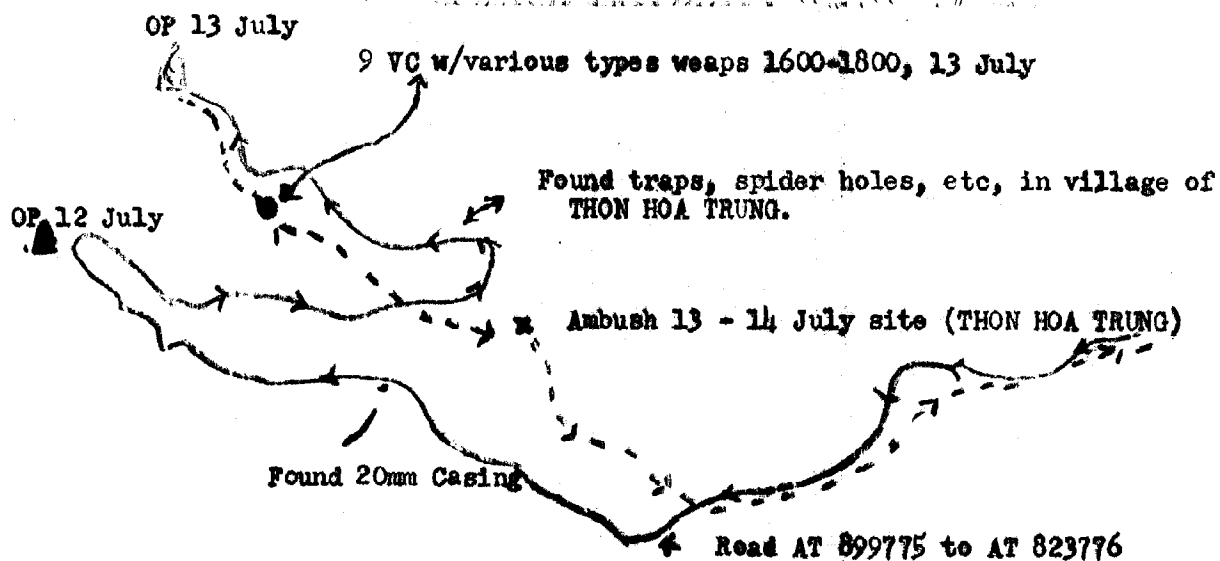 OP 13 July
9 VC w/various types weaps 1600-1800, 13 July
Found traps, spider holes, etc, in village of
THON HOA TRUNG.
OP 12 July
Ambush 13 - 14 July site (THON HOA TRUNG)
Found 20mm Casing
Road AT 899775 to AT 823776